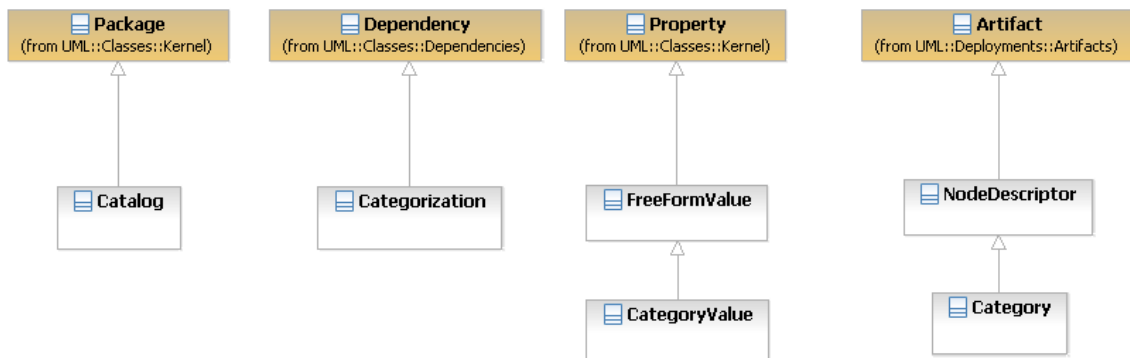 Package
(from UML::Classes::Kernel)
Dependency
(from UML::Classes::Dependencies)
Property
(from UML::Classes::Kernel)
Artifact
(from UML::Deployments::Artifacts)
Catalog
Categorization
FreeFormValue
NodeDescriptor
CategoryValue
Category